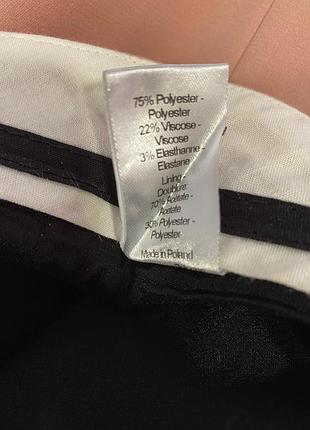 75% Polyester -
Polyester
22% Viscose -
Viscose
3% Elasthanne -
Elastane
Lining -
Doublure:
70% Acetate -
Acetate
30% Polyester -
Polyester
Made in Poland